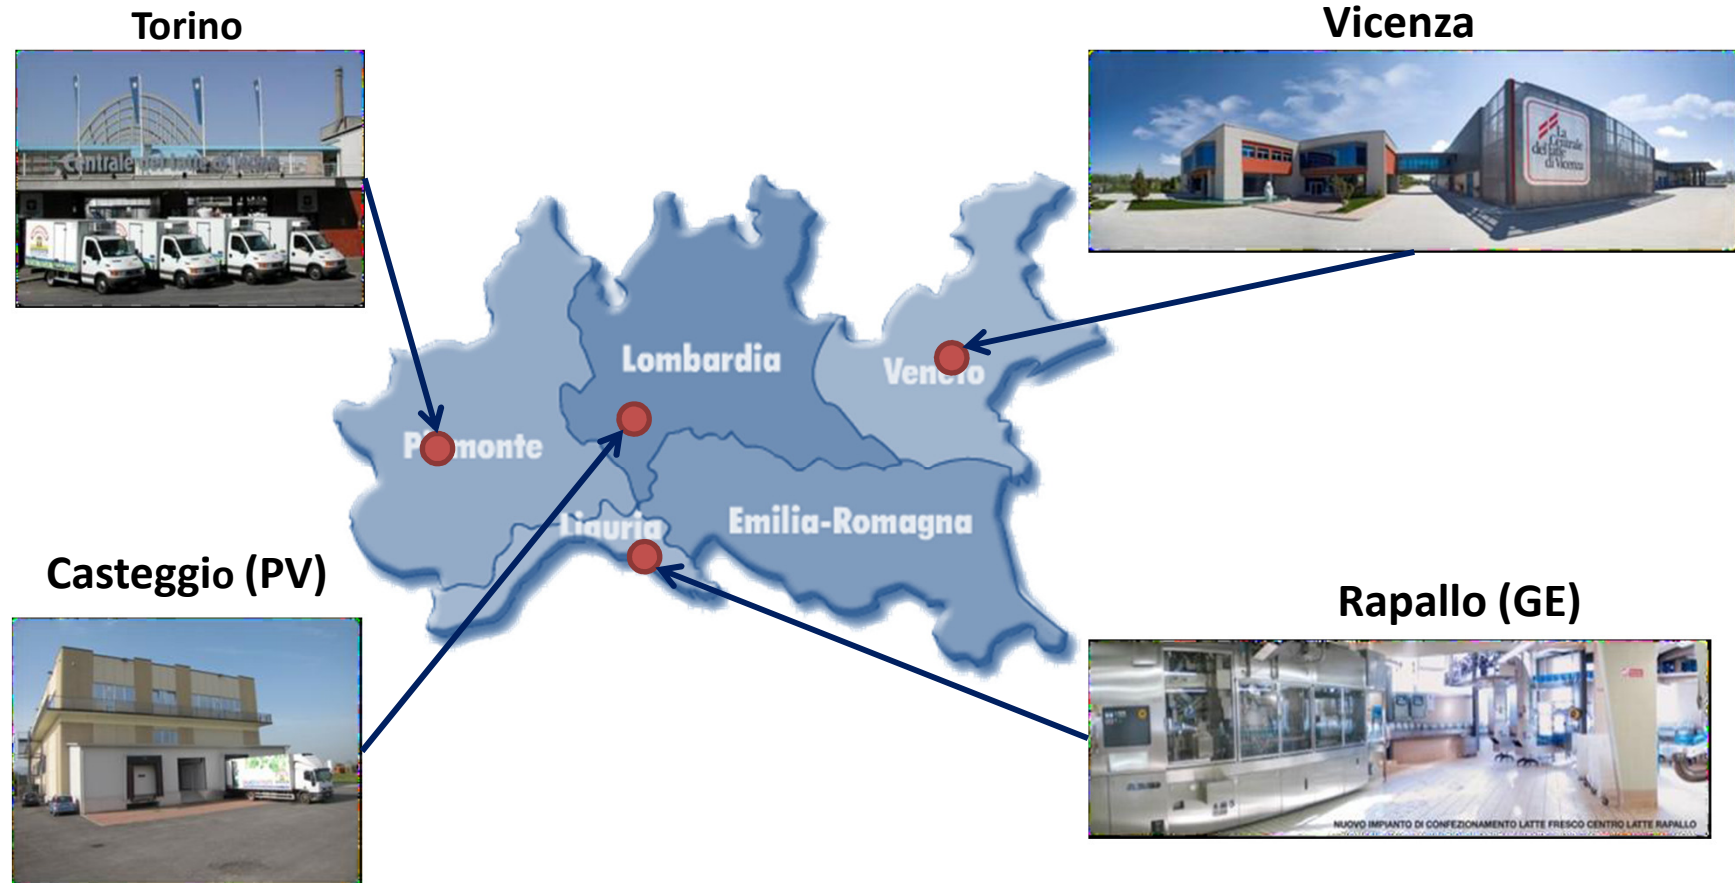 Torino
Vicenza
Centrale del latte di Torino
La
Centrale
del latte
di Vicenza
Lombardia
Veneto
Piemonte
Liguria
Emilia-Romagna
Casteggio (PV)
Rapallo (GE)
NUOVO IMPIANTO DI CONFEZIONAMENTO LATTE FRESCO CENTRO LATTE RAPALLO